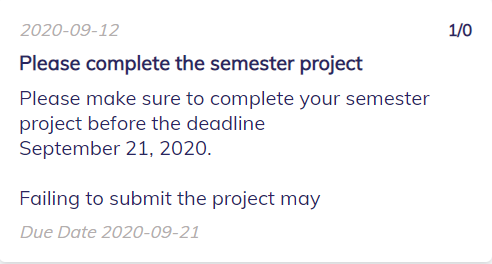 2020-09-12
1/0
Please complete the semester project
Please make sure to complete your semester
project before the deadline
September 21, 2020.
Failing to submit the project may
Due Date 2020-09-21